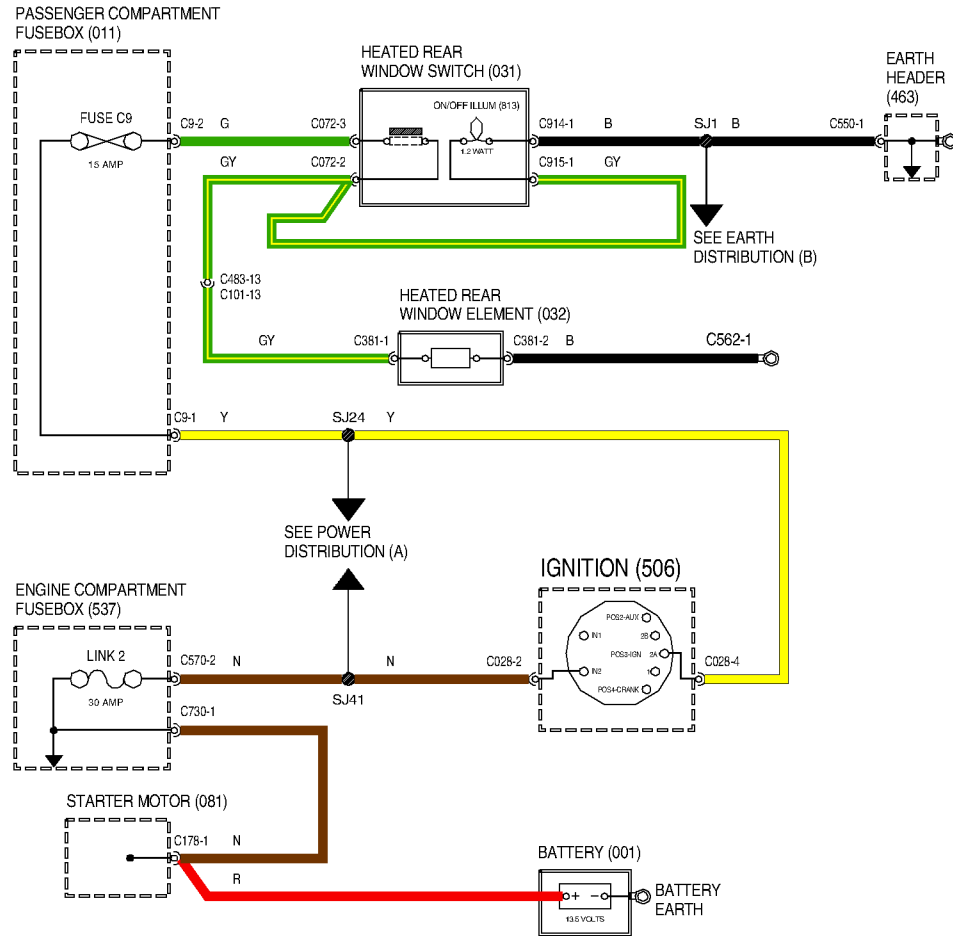 PASSENGER COMPARTMENT
FUSEBOX (011)
FUSE C9
15 AMP
C9-2 G C072-3
GY C072-2
HEATED REAR
WINDOW SWITCH (031)
ON/OFF ILLUM (813)
1.2 WATT
C914-1 B SJ1 B C550-1
C915-1 GY
EARTH
HEADER
(463)
SEE EARTH
DISTRIBUTION (B)
C483-13
C101-13
HEATED REAR
WINDOW ELEMENT (032)
GY C381-1
C381-2 B C562-1
C9-1 Y SJ24 Y
SEE POWER
DISTRIBUTION (A)
IGNITION (506)
POS2-AUX
IN1
2B
POS3-IGN 2A
IN2
1
POS4-CRANK
ENGINE COMPARTMENT
FUSEBOX (537)
LINK 2
30 AMP
C570-2 N N C028-2
C028-4
SJ41
C730-1
STARTER MOTOR (081)
C178-1 N
R
BATTERY (001)
+ -
13.5 VOLTS
BATTERY
EARTH